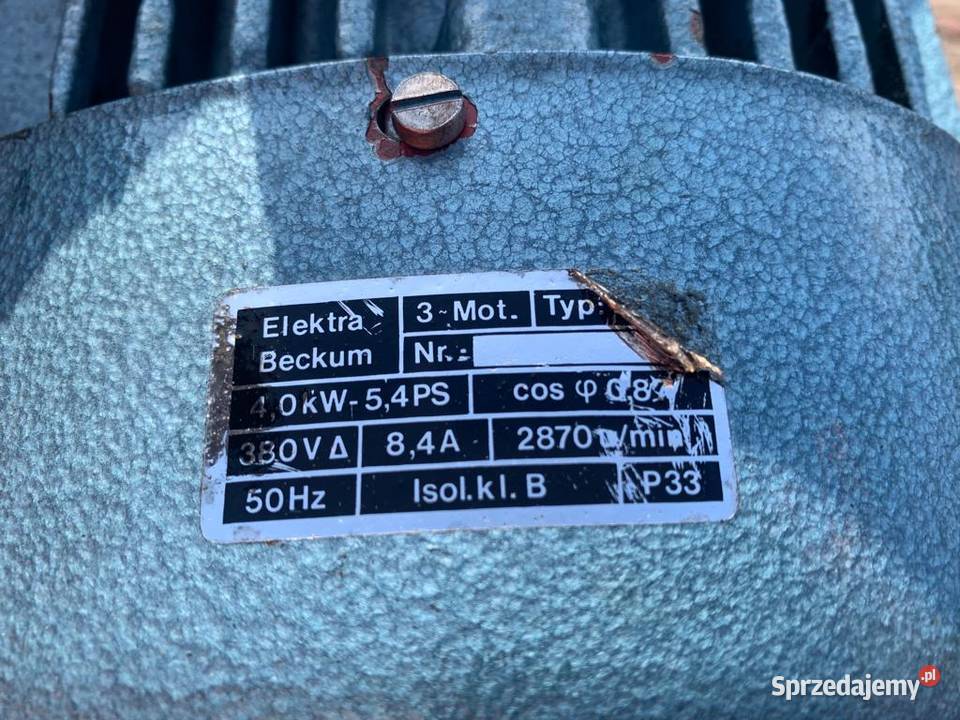 Elektra
Beckum
3~Mot.
Typ:
Nr.:
4,0kW-5,4PS
cos φ 0,8
380V Δ
8,4A
2870u/min
50Hz
Isol.kl.B
P33
Sprzedajemy.pl